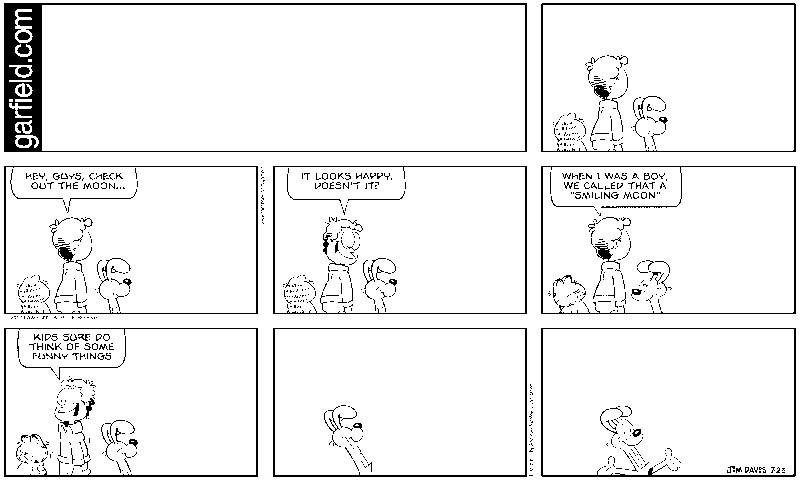 garfield.com
HEY, GUYS, CHECK
OUT THE MOON...
IT LOOKS HAPPY,
DOESN'T IT?
WHEN I WAS A BOY,
WE CALLED THAT A
"SMILING MOON"
KIDS SURE DO
THINK OF SOME
FUNNY THINGS
JIM DAVIS 7-23